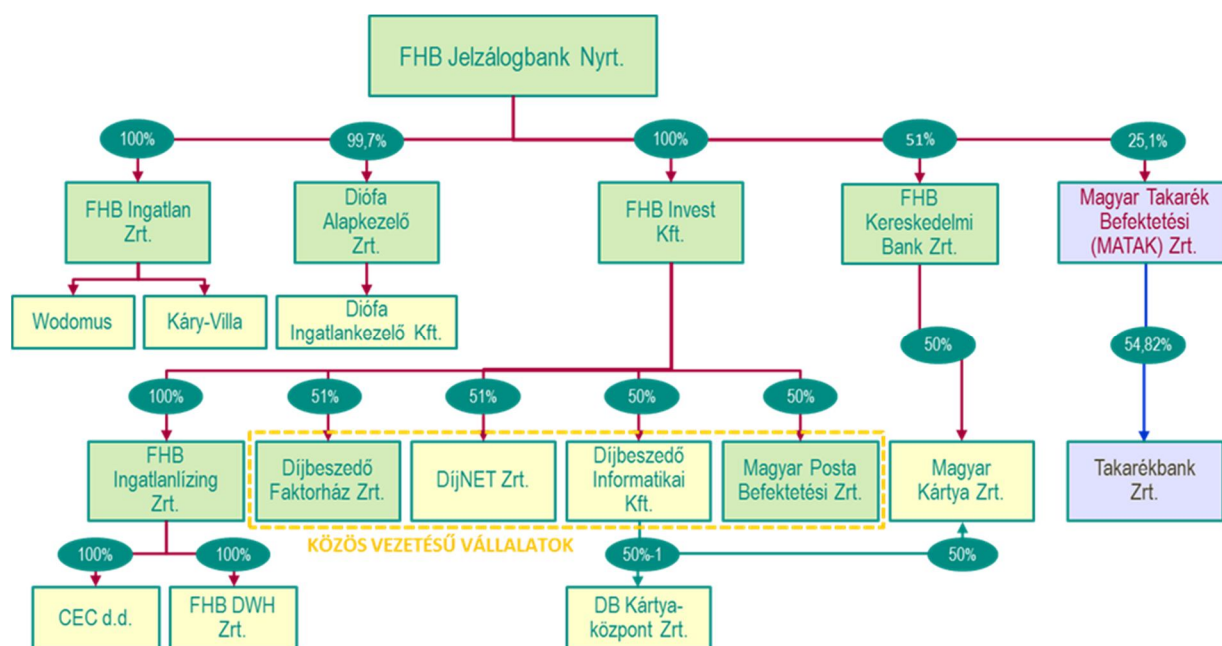 FHB Jelzálogbank Nyrt.
100%
99,7%
100%
51%
25,1%
FHB Ingatlan
Zrt.
Diófa
Alapkezelő
Zrt.
FHB Invest
Kft.
FHB
Kereskedelmi
Bank Zrt.
Magyar Takarék
Befektetési
(MATAK) Zrt.
Wodomus
Káry-Villa
Diófa
Ingatlankezelő Kft.
50%
54,82%
100%
51%
51%
50%
50%
FHB
Ingatlanlízing
Zrt.
Díjbeszedő
Faktorház Zrt.
DíjNET Zrt.
Díjbeszedő
Informatikai
Kft.
Magyar Posta
Befektetési Zrt.
Magyar
Kártya Zrt.
Takarékbank
Zrt.
KÖZÖS VEZETÉSŰ VÁLLALATOK
100%
100%
50%-1
50%
CEC d.d.
FHB DWH
Zrt.
DB Kártya-
központ Zrt.